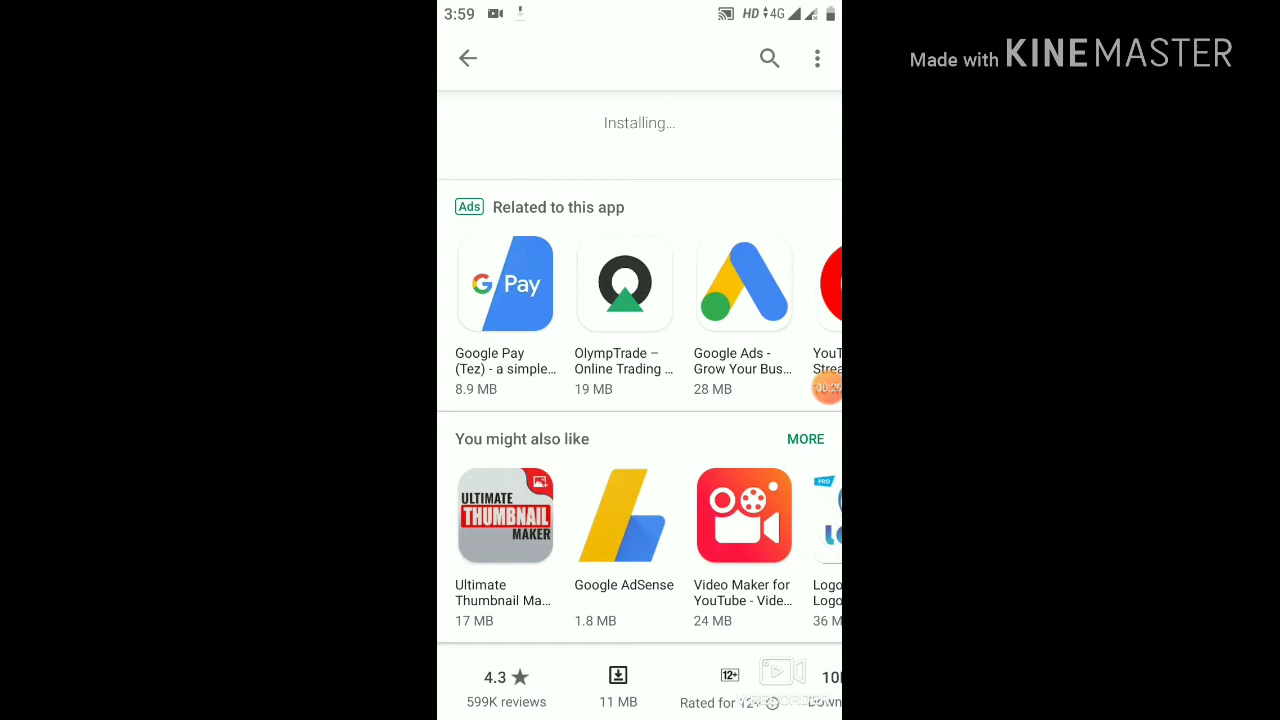 3:59
HD 4G
Made with KINEMASTER
Installing...
Ads Related to this app
G Pay
Google Pay
(Tez) - a simple...
8.9 MB
OlympTrade –
Online Trading ...
19 MB
Google Ads -
Grow Your Bus...
28 MB
You might also like
MORE
ULTIMATE
THUMBNAIL
MAKER
PRO
Ultimate
Thumbnail Ma...
17 MB
Google AdSense
1.8 MB
Video Maker for
YouTube - Vide...
24 MB
Logo
Logo
36 M
4.3
599K reviews
11 MB
12+
Rated for 12+
V RECORDER